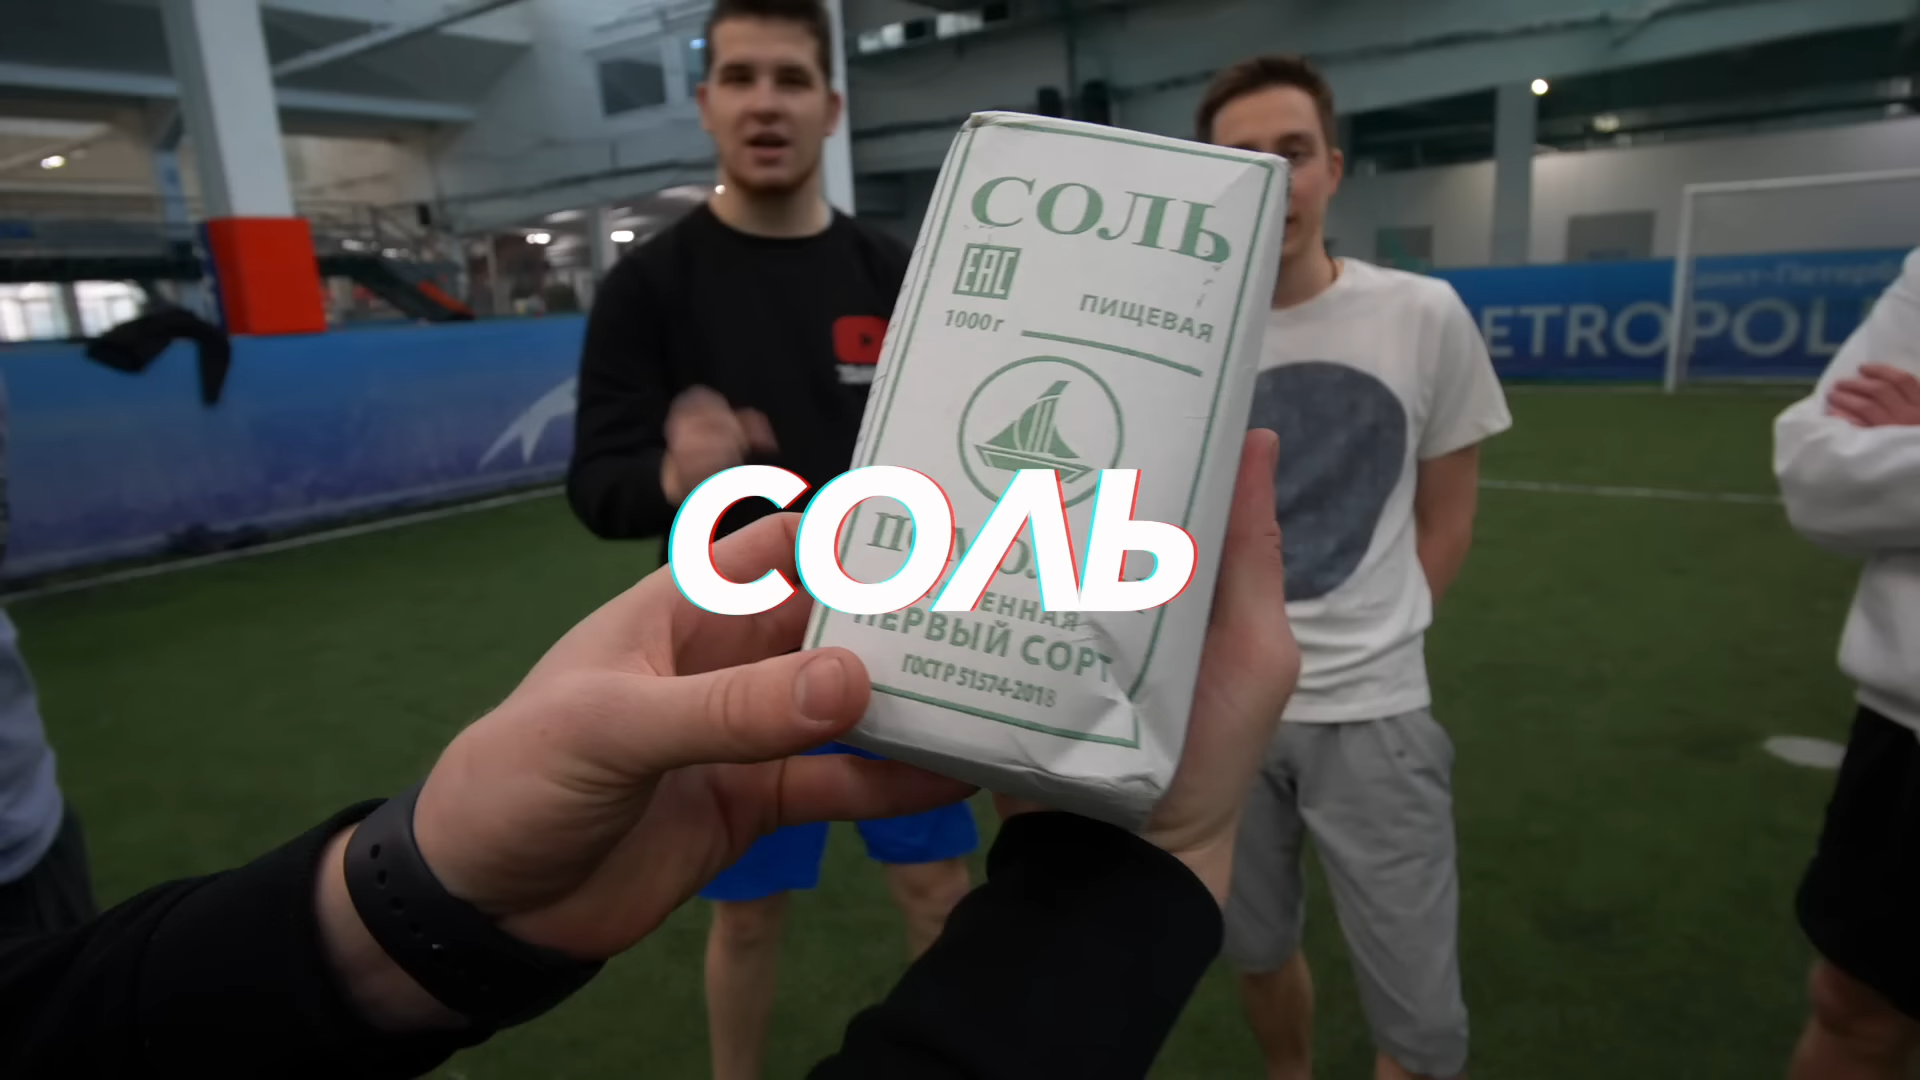 СОЛЬ
EAC
ПИЩЕВАЯ
1000г
СОЛЬ
ПЕРВЫЙ СОРТ
ГОСТ Р 51574-2018